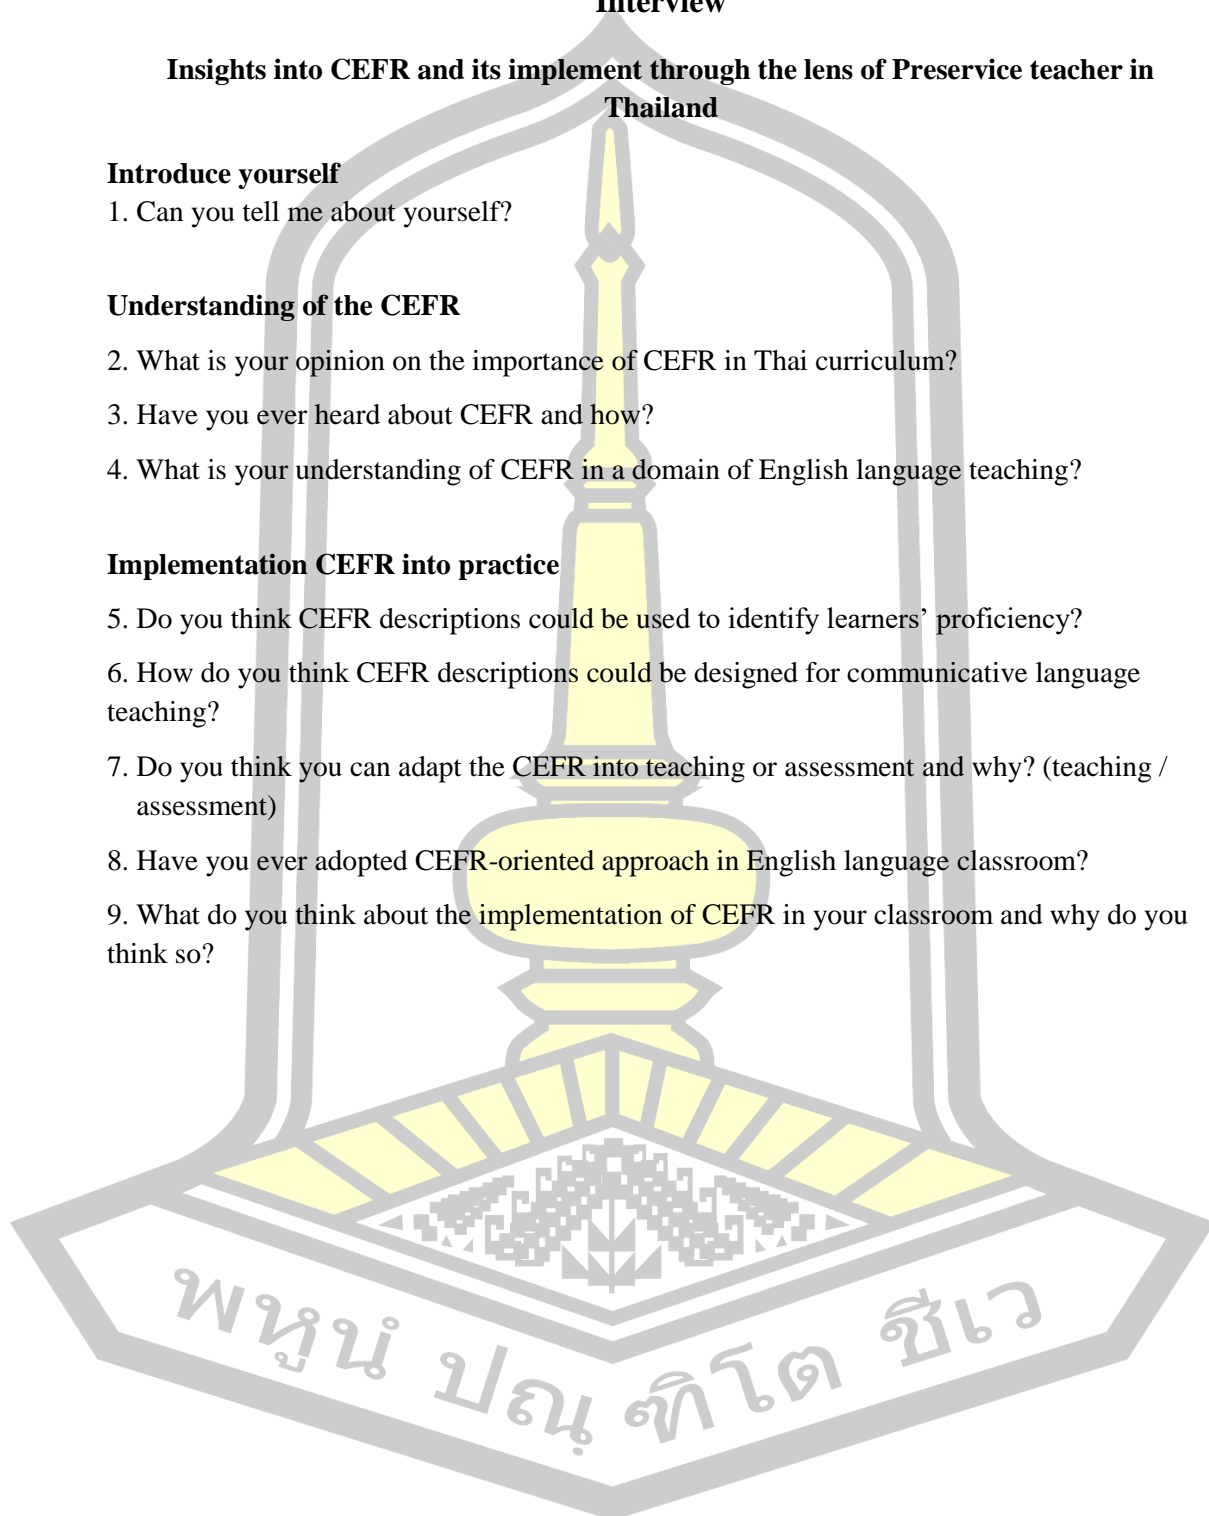 Interview
Insights into CEFR and its implement through the lens of Preservice teacher in
Thailand
Introduce yourself
1. Can you tell me about yourself?
Understanding of the CEFR
2. What is your opinion on the importance of CEFR in Thai curriculum?
3. Have you ever heard about CEFR and how?
4. What is your understanding of CEFR in a domain of English language teaching?
Implementation CEFR into practice
5. Do you think CEFR descriptions could be used to identify learners’ proficiency?
6. How do you think CEFR descriptions could be designed for communicative language
teaching?
7. Do you think you can adapt the CEFR into teaching or assessment and why? (teaching /
assessment)
8. Have you ever adopted CEFR-oriented approach in English language classroom?
9. What do you think about the implementation of CEFR in your classroom and why do you
think so?
พหูนํ ปณฺฑิโต ชีเว